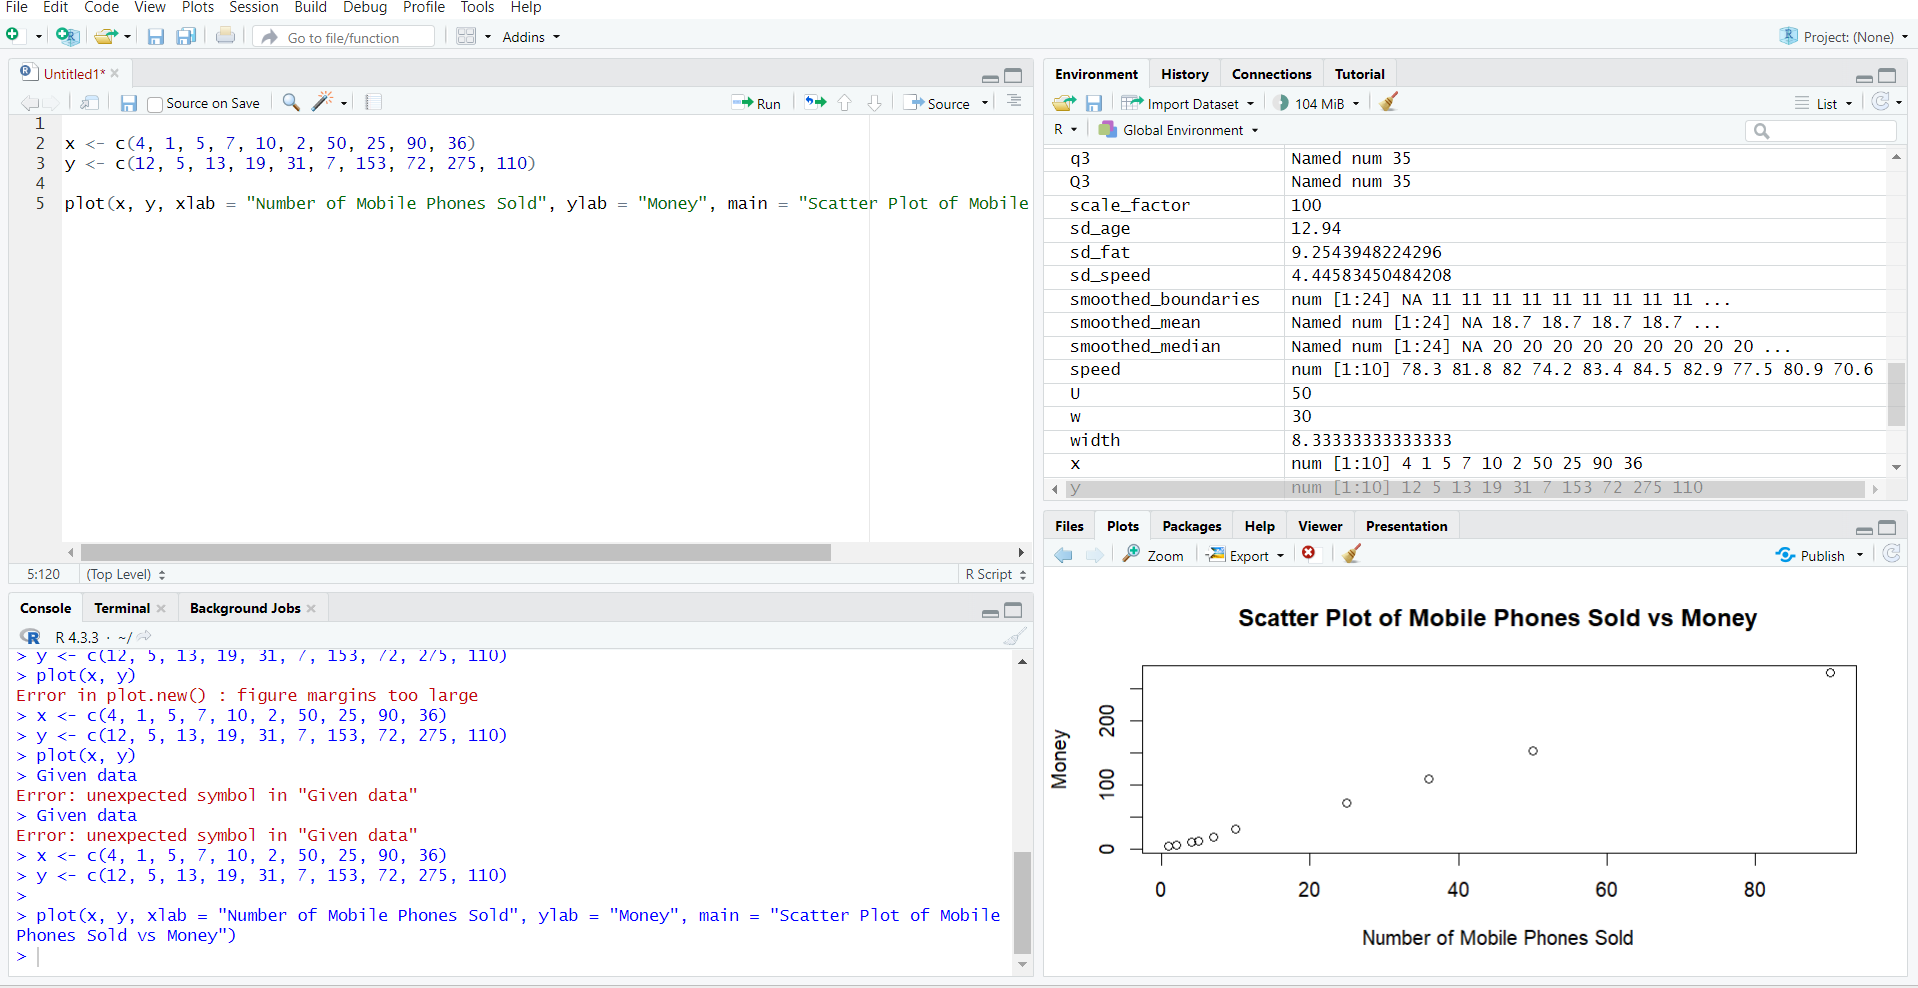 File Edit Code View Plots Session Build Debug Profile Tools Help
Go to file/function Addins Project: (None)
Untitled1*
Source on Save Run Source
1
2 x <- c(4, 1, 5, 7, 10, 2, 50, 25, 90, 36)
3 y <- c(12, 5, 13, 19, 31, 7, 153, 72, 275, 110)
4
5 plot(x, y, xlab = "Number of Mobile Phones Sold", ylab = "Money", main = "Scatter Plot of Mobile
5:120 (Top Level) R Script
Console Terminal Background Jobs
R R 4.3.3 · ~/
> y <- c(12, 5, 13, 19, 31, 7, 153, 72, 275, 110)
> plot(x, y)
Error in plot.new() : figure margins too large
> x <- c(4, 1, 5, 7, 10, 2, 50, 25, 90, 36)
> y <- c(12, 5, 13, 19, 31, 7, 153, 72, 275, 110)
> plot(x, y)
> Given data
Error: unexpected symbol in "Given data"
> Given data
Error: unexpected symbol in "Given data"
> x <- c(4, 1, 5, 7, 10, 2, 50, 25, 90, 36)
> y <- c(12, 5, 13, 19, 31, 7, 153, 72, 275, 110)
>
> plot(x, y, xlab = "Number of Mobile Phones Sold", ylab = "Money", main = "Scatter Plot of Mobile
Phones Sold vs Money")
>
Environment History Connections Tutorial
Import Dataset 104 MiB List
R Global Environment
q3 Named num 35
Q3 Named num 35
scale_factor 100
sd_age 12.94
sd_fat 9.2543948224296
sd_speed 4.44583450484208
smoothed_boundaries num [1:24] NA 11 11 11 11 11 11 11 11 11 ...
smoothed_mean Named num [1:24] NA 18.7 18.7 18.7 18.7 ...
smoothed_median Named num [1:24] NA 20 20 20 20 20 20 20 20 20 ...
speed num [1:10] 78.3 81.8 82 74.2 83.4 84.5 82.9 77.5 80.9 70.6
U 50
w 30
width 8.33333333333333
x num [1:10] 4 1 5 7 10 2 50 25 90 36
y num [1:10] 12 5 13 19 31 7 153 72 275 110
Files Plots Packages Help Viewer Presentation
Zoom Export Publish
Scatter Plot of Mobile Phones Sold vs Money
Money
200
100
0
0 20 40 60 80
Number of Mobile Phones Sold